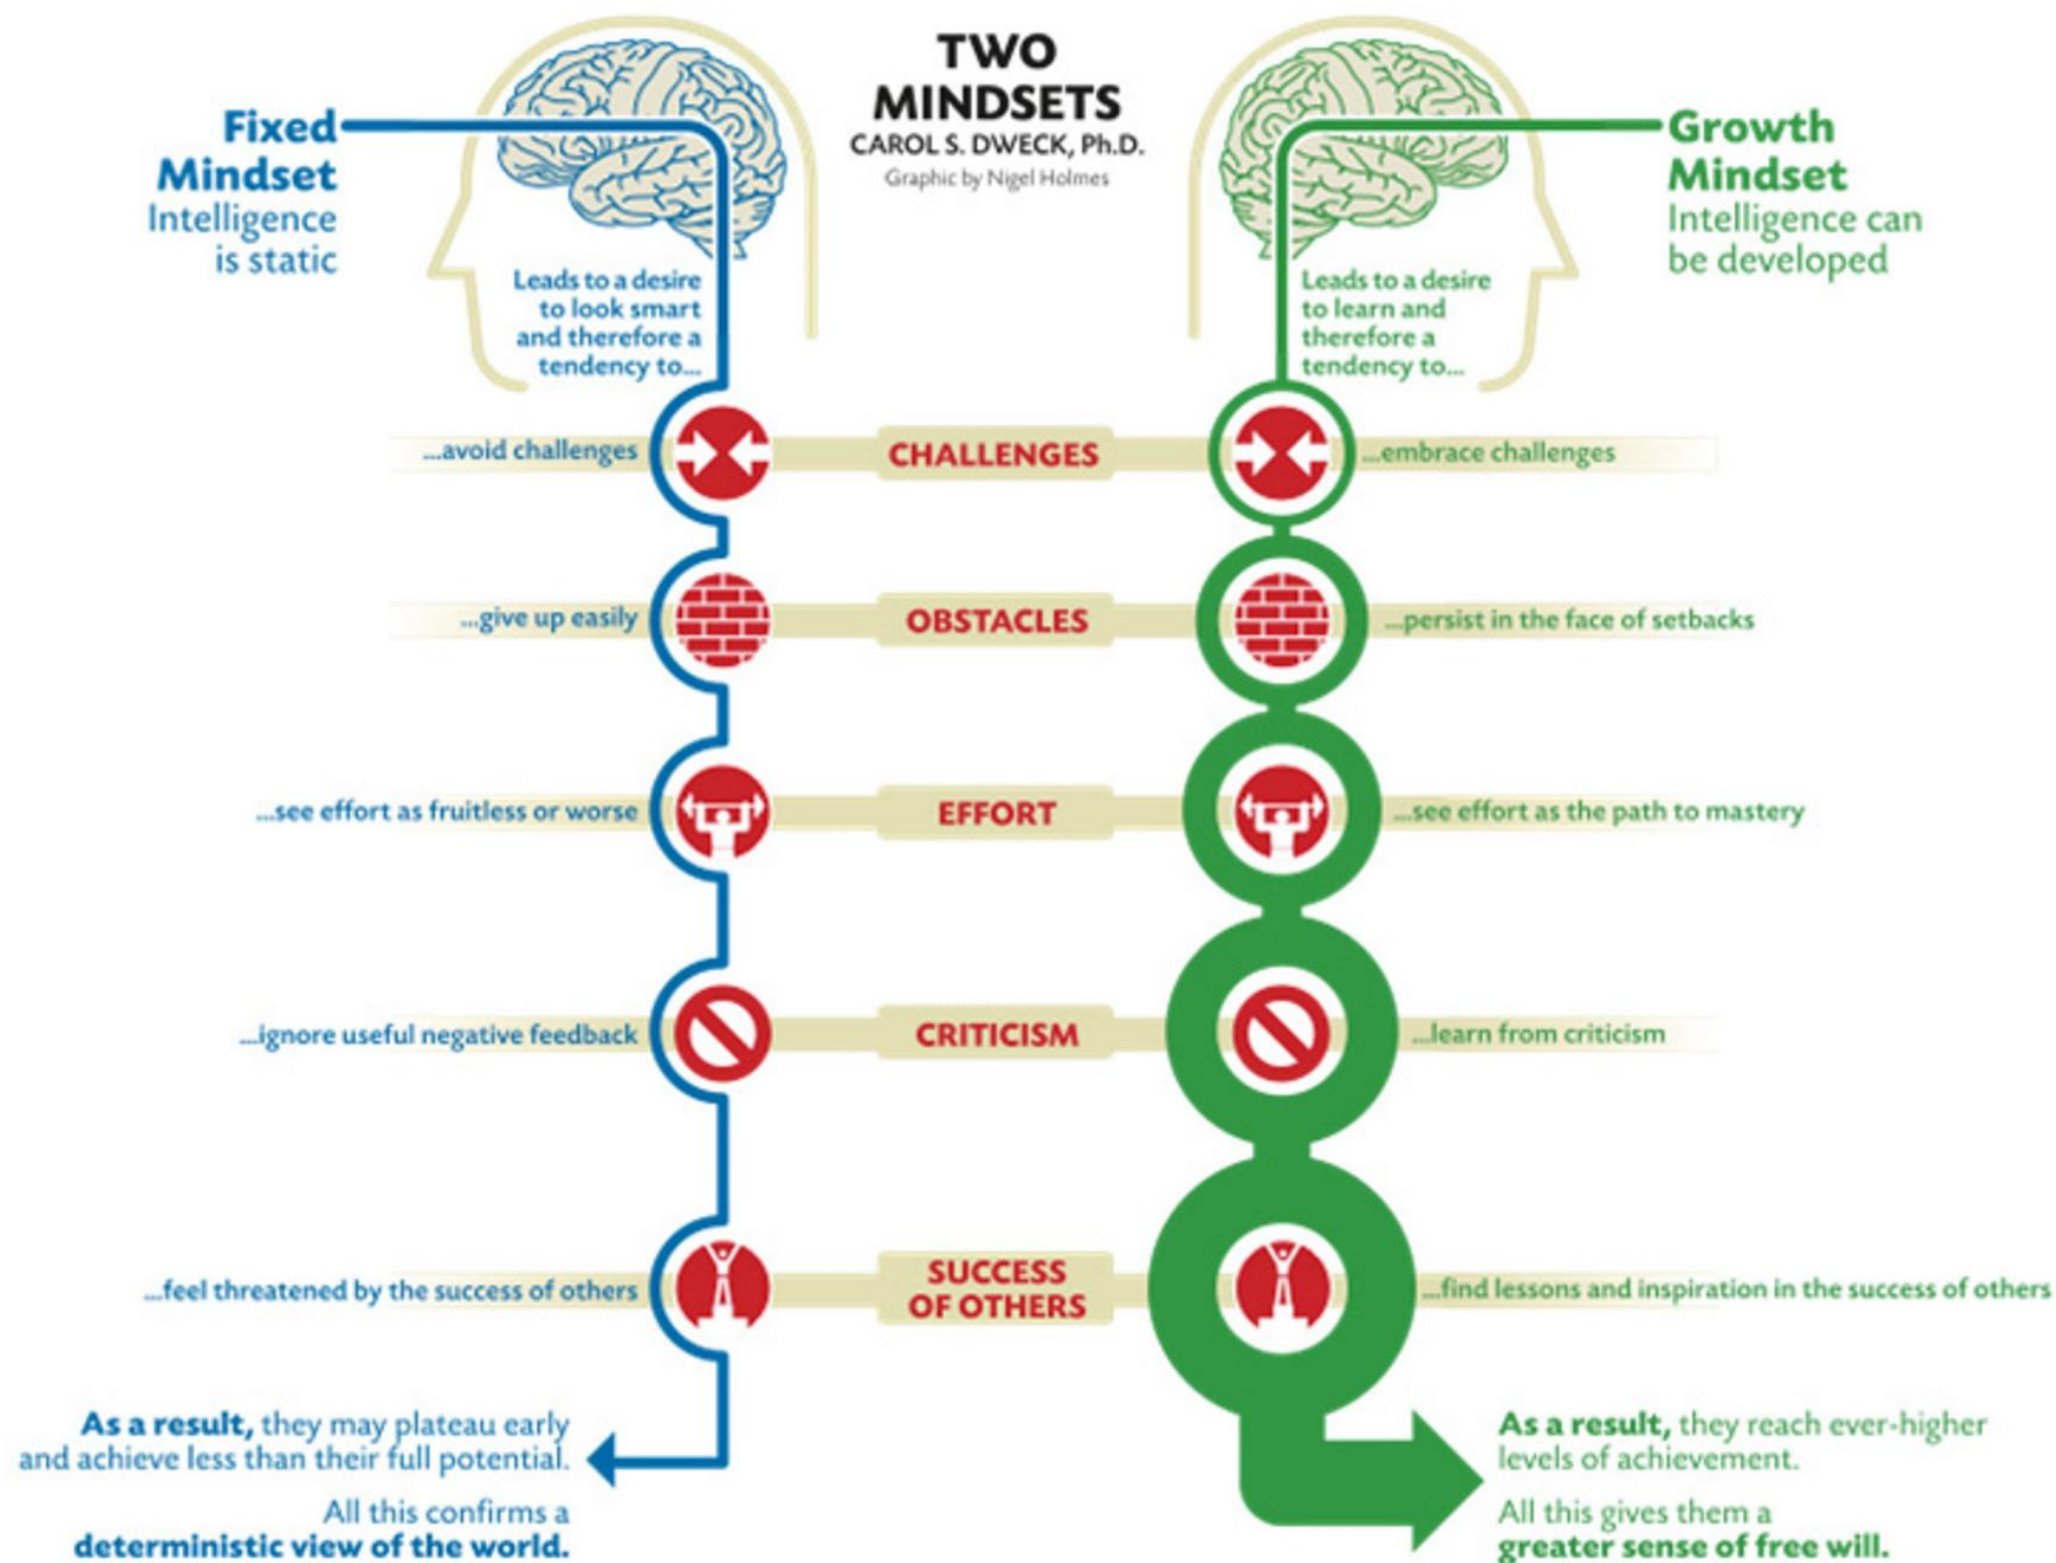 TWO
MINDSETS
CAROL S. DWECK, Ph.D.
Graphic by Nigel Holmes
Fixed
Mindset
Intelligence
is static
Growth
Mindset
Intelligence can
be developed
Leads to a desire
to look smart
and therefore a
tendency to...
Leads to a desire
to learn and
therefore a
tendency to...
...avoid challenges
CHALLENGES
...embrace challenges
...give up easily
OBSTACLES
...persist in the face of setbacks
...see effort as fruitless or worse
EFFORT
...see effort as the path to mastery
...ignore useful negative feedback
CRITICISM
...learn from criticism
...feel threatened by the success of others
SUCCESS
OF OTHERS
...find lessons and inspiration in the success of others
As a result, they may plateau early
and achieve less than their full potential.
All this confirms a
deterministic view of the world.
As a result, they reach ever-higher
levels of achievement.
All this gives them a
greater sense of free will.